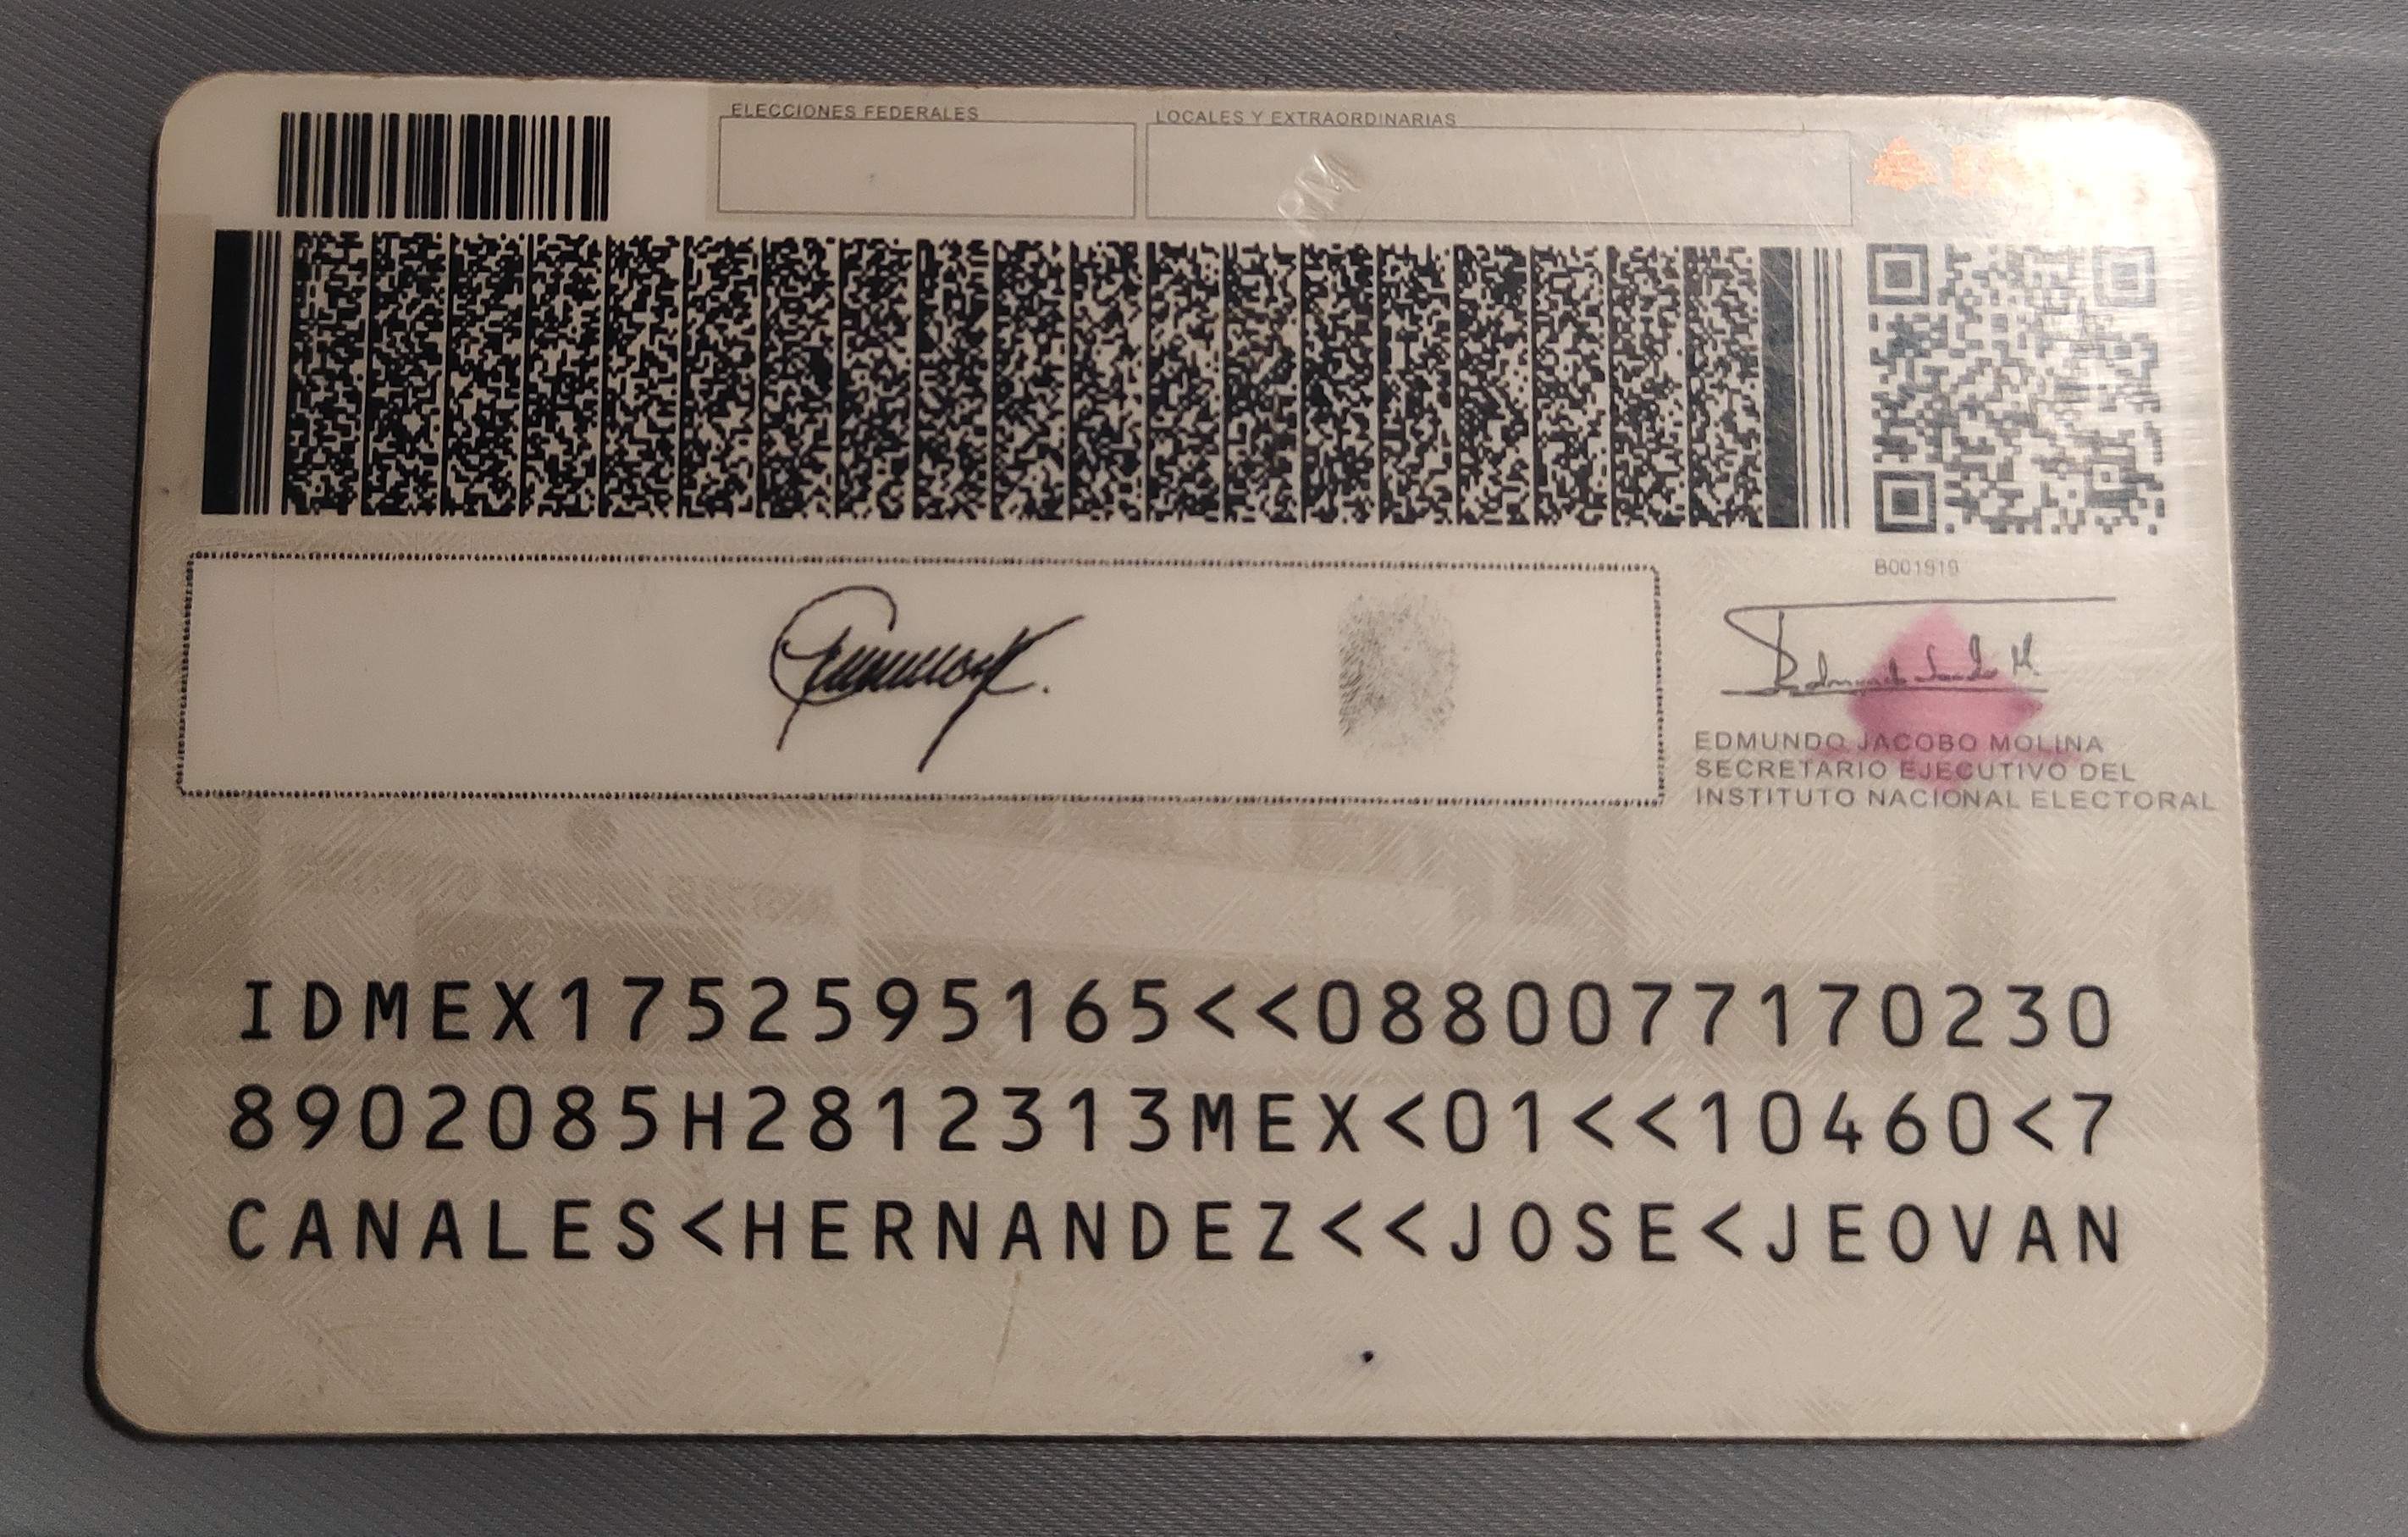 ELECCIONES FEDERALES
LOCALES Y EXTRAORDINARIAS
B001919
EDMUNDO JACOBO MOLINA
SECRETARIO EJECUTIVO DEL
INSTITUTO NACIONAL ELECTORAL
IDMEX1752595165<<0880077170230
8902085H2812313MEX<01<<10460<7
CANALES<HERNANDEZ<<JOSE<JEOVAN